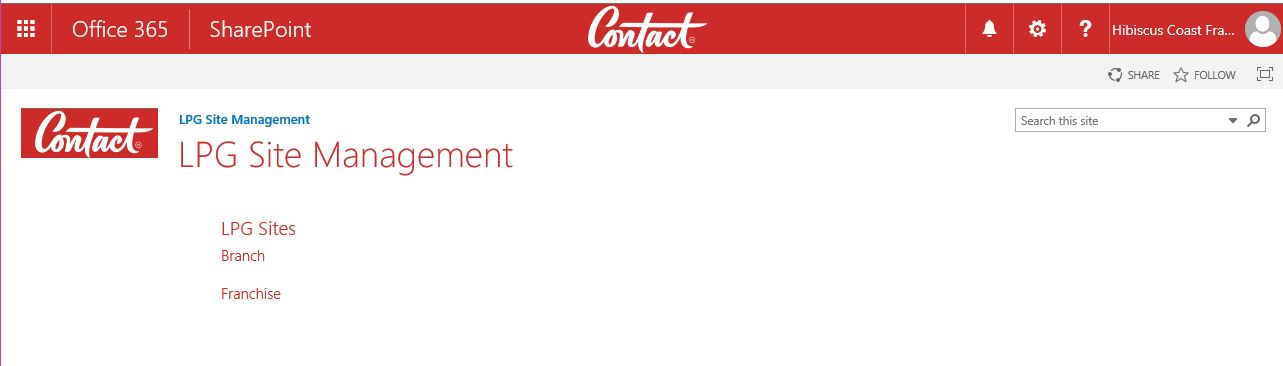 Office 365 SharePoint Contact ® ? Hibiscus Coast Fra...
SHARE FOLLOW
Contact ® LPG Site Management Search this site
LPG Site Management
LPG Sites
Branch
Franchise